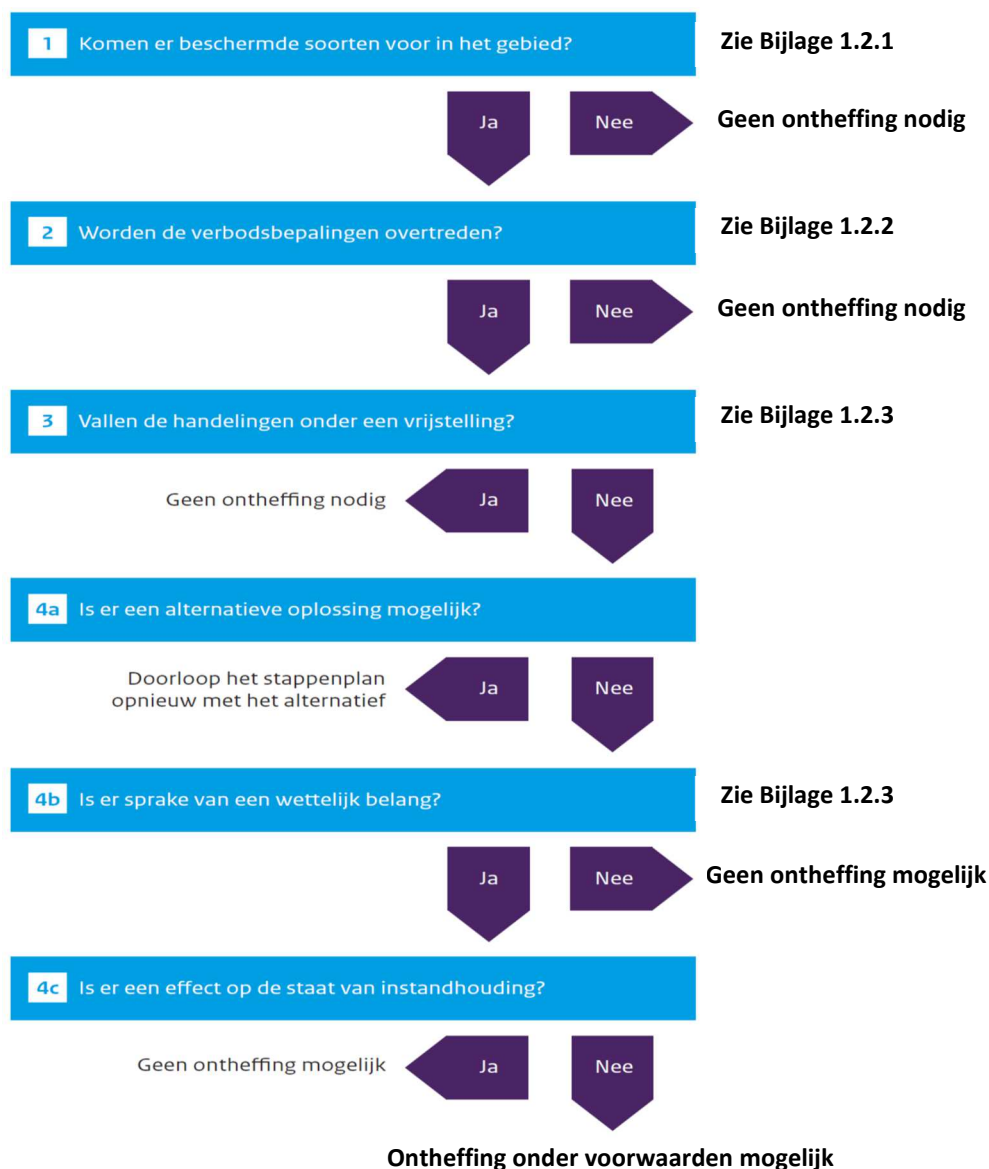 1 Komen er beschermde soorten voor in het gebied? Zie Bijlage 1.2.1
Ja Nee Geen ontheffing nodig
2 Worden de verbodsbepalingen overtreden? Zie Bijlage 1.2.2
Ja Nee Geen ontheffing nodig
3 Vallen de handelingen onder een vrijstelling? Zie Bijlage 1.2.3
Geen ontheffing nodig Ja Nee
4a Is er een alternatieve oplossing mogelijk?
Doorloop het stappenplan
opnieuw met het alternatief Ja Nee
4b Is er sprake van een wettelijk belang? Zie Bijlage 1.2.3
Ja Nee Geen ontheffing mogelijk
4c Is er een effect op de staat van instandhouding?
Geen ontheffing mogelijk Ja Nee
Ontheffing onder voorwaarden mogelijk